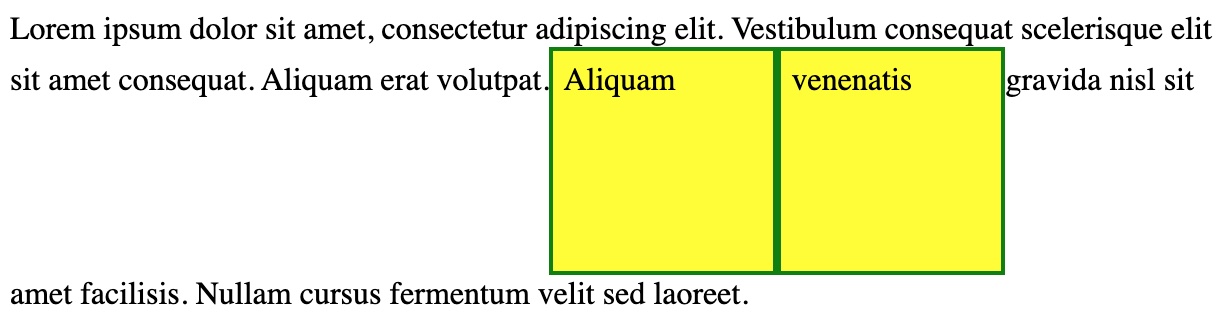 Lorem ipsum dolor sit amet, consectetur adipiscing elit. Vestibulum consequat scelerisque elit
sit amet consequat. Aliquam erat volutpat. Aliquam venenatis gravida nisl sit
amet facilisis. Nullam cursus fermentum velit sed laoreet.